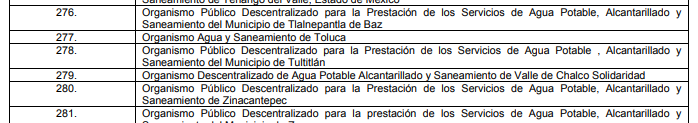 Saneamiento de Tenango del Valle, Estado de México
276. Organismo Público Descentralizado para la Prestación de los Servicios de Agua Potable, Alcantarillado y
Saneamiento del Municipio de Tlalnepantla de Baz
277. Organismo Agua y Saneamiento de Toluca
278. Organismo Público Descentralizado para la Prestación de los Servicios de Agua Potable , Alcantarillado y
Saneamiento del Municipio de Tultitlán
279. Organismo Descentralizado de Agua Potable Alcantarillado y Saneamiento de Valle de Chalco Solidaridad
280. Organismo Público Descentralizado para la Prestación de los Servicios de Agua Potable, Alcantarillado y
Saneamiento de Zinacantepec
281. Organismo Público Descentralizado para la prestación de los Servicios de Agua Potable, Alcantarillado y